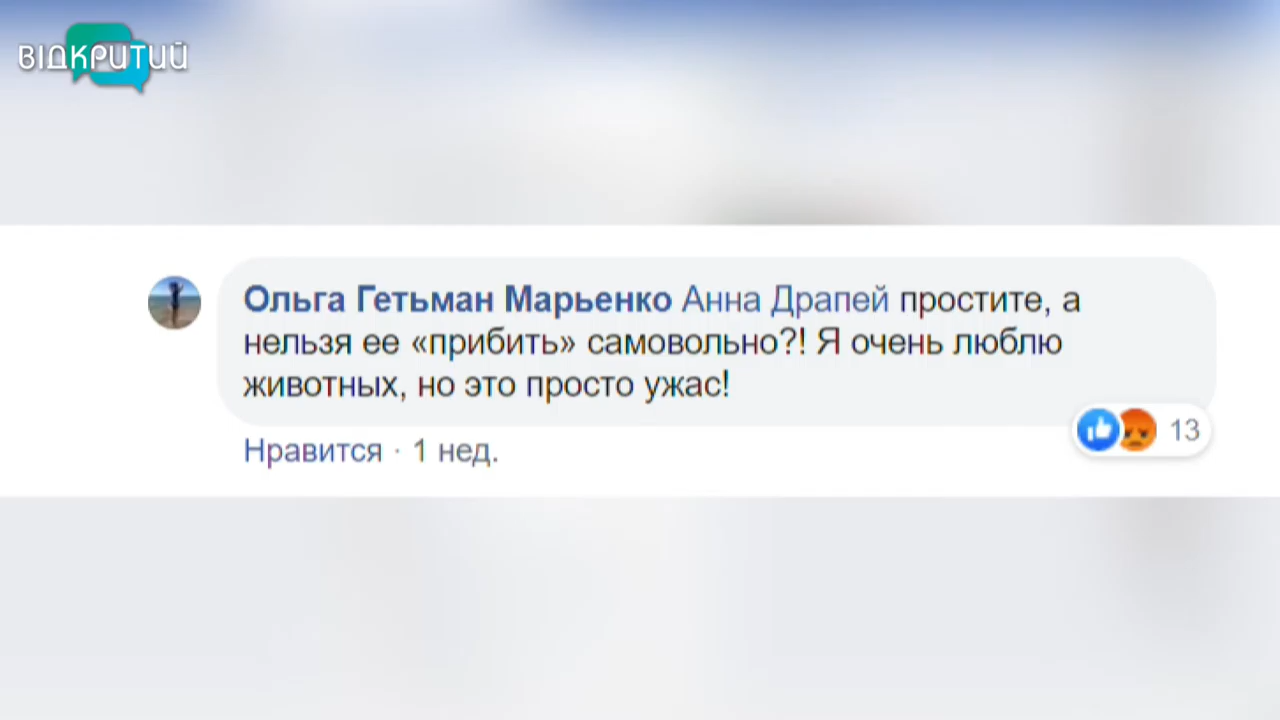 ВІДКРИТИЙ
Ольга Гетьман Марьенко Анна Драпей простите, а
нельзя ее «прибить» самовольно?! Я очень люблю
животных, но это просто ужас!
Нравится · 1 нед.
13